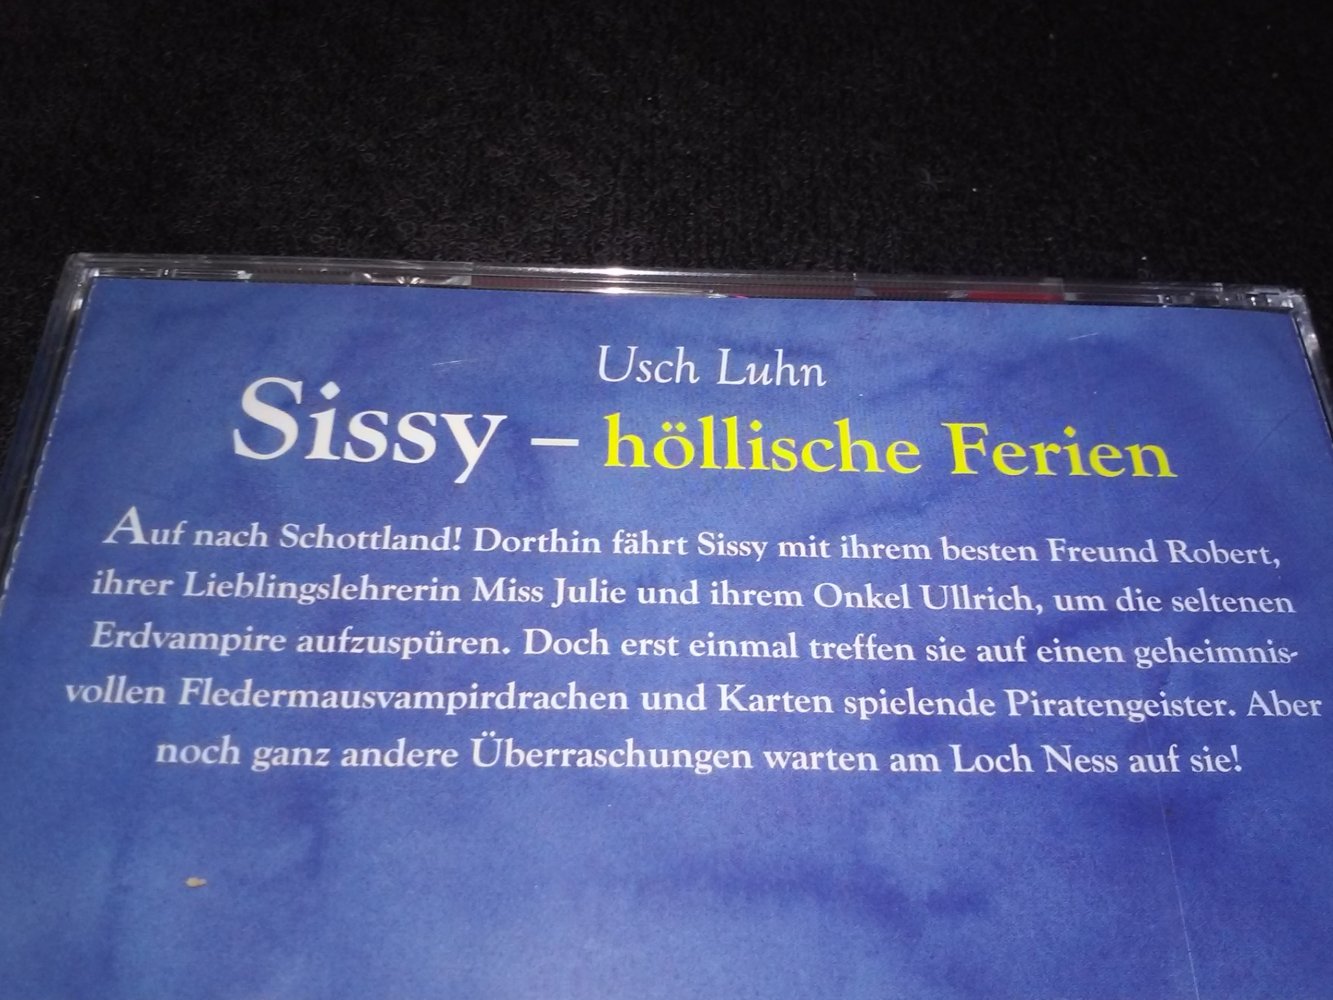 Usch Luhn
Sissy – höllische Ferien
Auf nach Schottland! Dorthin fährt Sissy mit ihrem besten Freund Robert,
ihrer Lieblingslehrerin Miss Julie und ihrem Onkel Ullrich, um die seltenen
Erdvampire aufzuspüren. Doch erst einmal treffen sie auf einen geheimnis-
vollen Fledermausvampirdrachen und Karten spielende Piratengeister. Aber
noch ganz andere Überraschungen warten am Loch Ness auf sie!